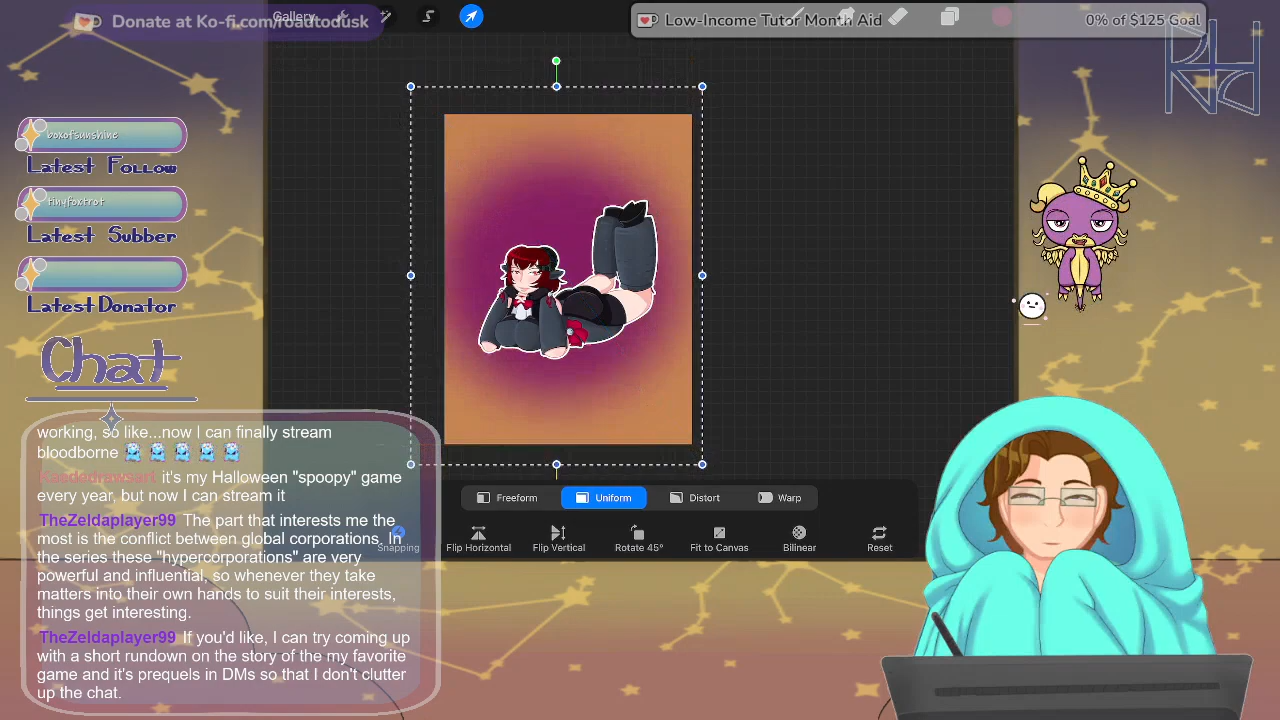 Donate at Ko-fi.com/roadtodusk
Gallery
Low-Income Tutor Month Aid
0% of $125 Goal
boxofsunshine
Latest Follow
tinyfoxtrot
Latest Subber
Latest Donator
Chat
working, so like...now I can finally stream
bloodborne
it's my Halloween "spoopy" game
every year, but now I can stream it
TheZeldaplayer99 The part that interests me the
most is the conflict between global corporations. In
the series these "hypercorporations" are very
powerful and influential, so whenever they take
matters into their own hands to suit their interests,
things get interesting.
TheZeldaplayer99 If you'd like, I can try coming up
with a short rundown on the story of the my favorite
game and it's prequels in DMs so that I don't clutter
up the chat.
Freeform
Uniform
Distort
Warp
Snapping
Flip Horizontal
Flip Vertical
Rotate 45°
Fit to Canvas
Bilinear
Reset